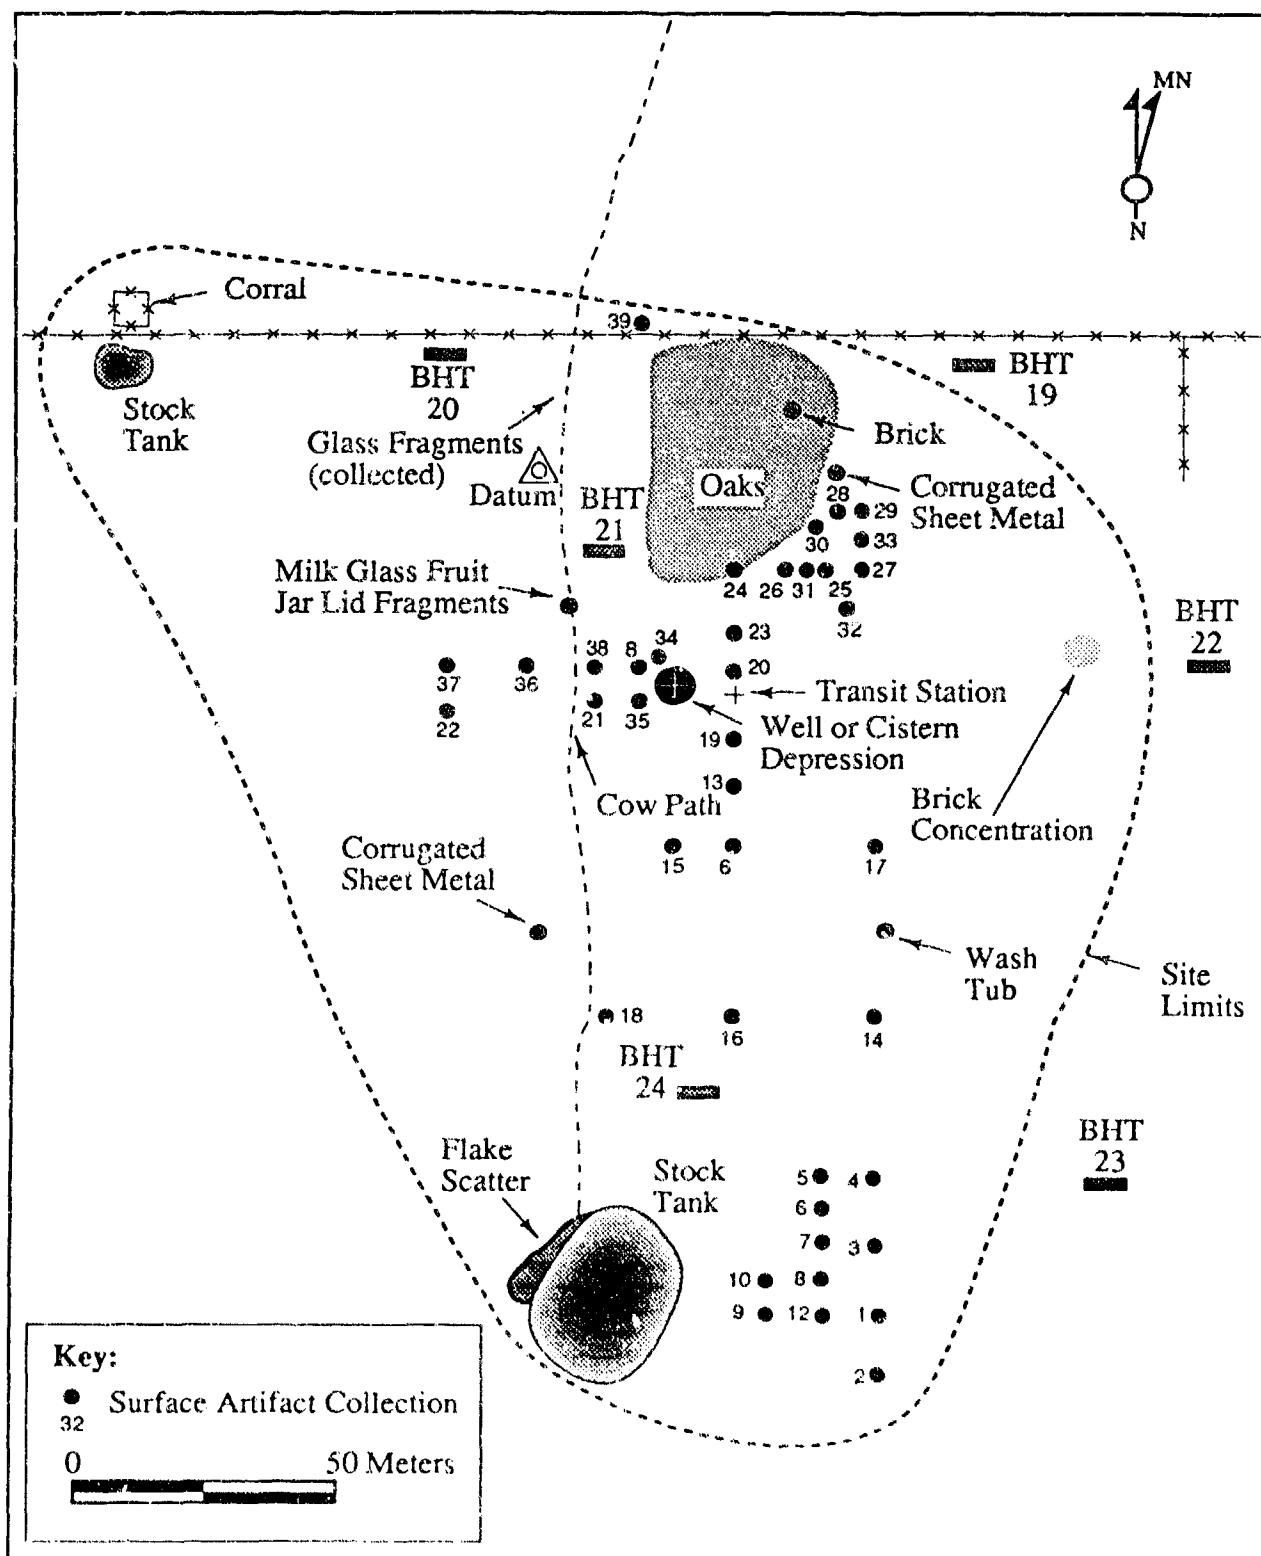 MN
N
Corral
39
BHT
20
BHT
19
Stock
Tank
Glass Fragments
(collected)
Brick
Datum
Oaks
Corrugated
Sheet Metal
BHT
21
28
29
30
33
Milk Glass Fruit
Jar Lid Fragments
24
26
31
25
27
32
BHT
22
23
34
38
8
20
37
36
Transit Station
22
21
35
Well or Cistern
Depression
19
13
Cow Path
Brick
Concentration
15
6
17
Corrugated
Sheet Metal
Wash
Tub
Site
Limits
18
16
14
BHT
24
BHT
23
Flake
Scatter
Stock
Tank
5
4
6
7
3
10
8
9
12
1
2
Key:
32
Surface Artifact Collection
0
50 Meters